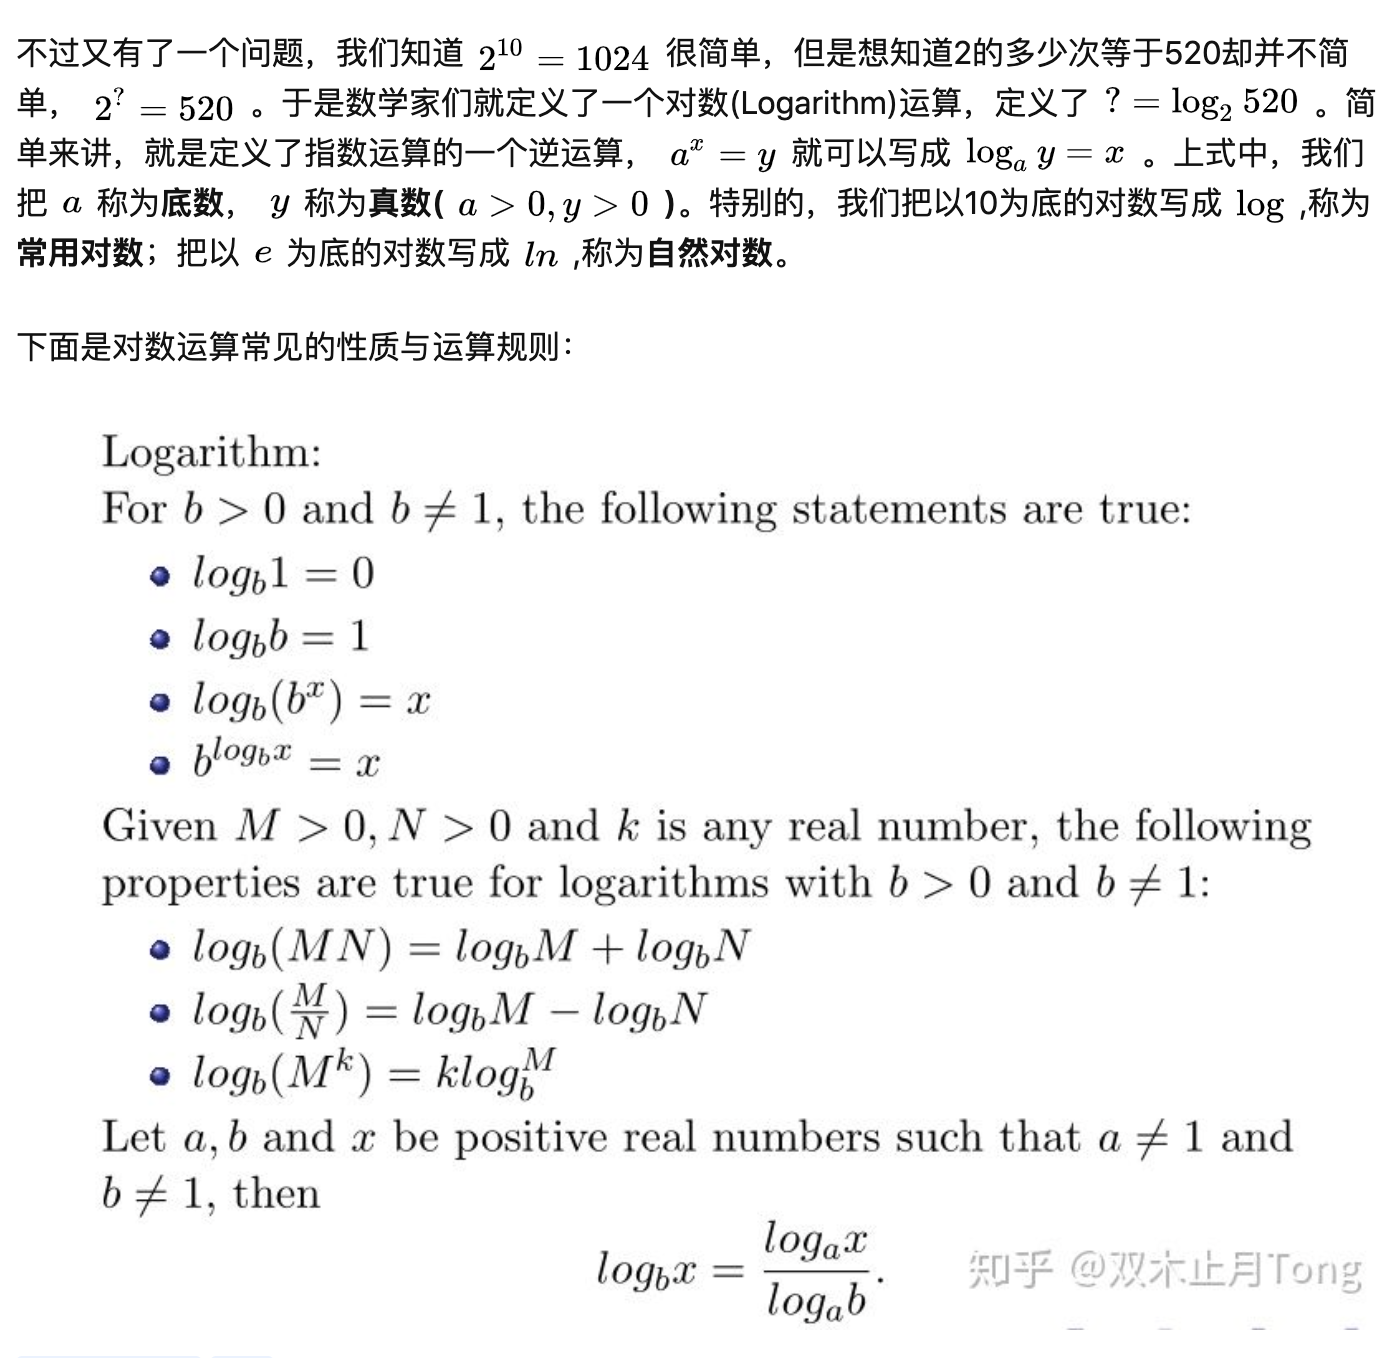 不过又有了一个问题，我们知道 2^10 = 1024 很简单，但是想知道2的多少次等于520却并不简
单， 2^? = 520 。于是数学家们就定义了一个对数(Logarithm)运算，定义了 ? = log_2 520 。简
单来讲，就是定义了指数运算的一个逆运算， a^x = y 就可以写成 log_a y = x 。上式中，我们
把 a 称为底数， y 称为真数( a > 0, y > 0 )。特别的，我们把以10为底的对数写成 log ,称为
常用对数；把以 e 为底的对数写成 ln ,称为自然对数。
下面是对数运算常见的性质与运算规则：
Logarithm:
For b > 0 and b ≠ 1, the following statements are true:
• log_b 1 = 0
• log_b b = 1
• log_b(b^x) = x
• b^{log_b x} = x
Given M > 0, N > 0 and k is any real number, the following
properties are true for logarithms with b > 0 and b ≠ 1:
• log_b(MN) = log_b M + log_b N
• log_b(M/N) = log_b M − log_b N
• log_b(M^k) = klog_b^M
Let a, b and x be positive real numbers such that a ≠ 1 and
b ≠ 1, then
log_b x = log_a x / log_a b.
知乎 @双木止月Tong